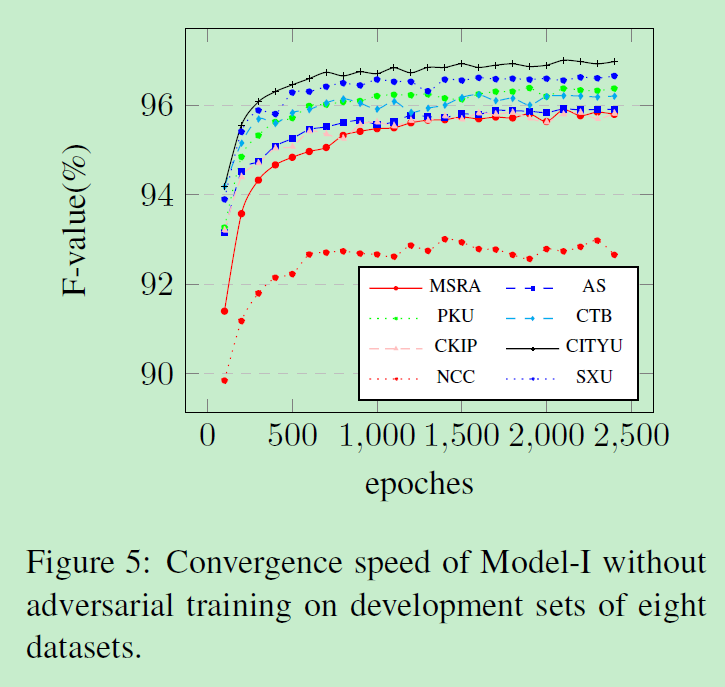 96
94
92
90
F-value(%)
MSRA AS
PKU CTB
CKIP CITYU
NCC SXU
0 500 1,000 1,500 2,000 2,500
epoches
Figure 5: Convergence speed of Model-I without
adversarial training on development sets of eight
datasets.